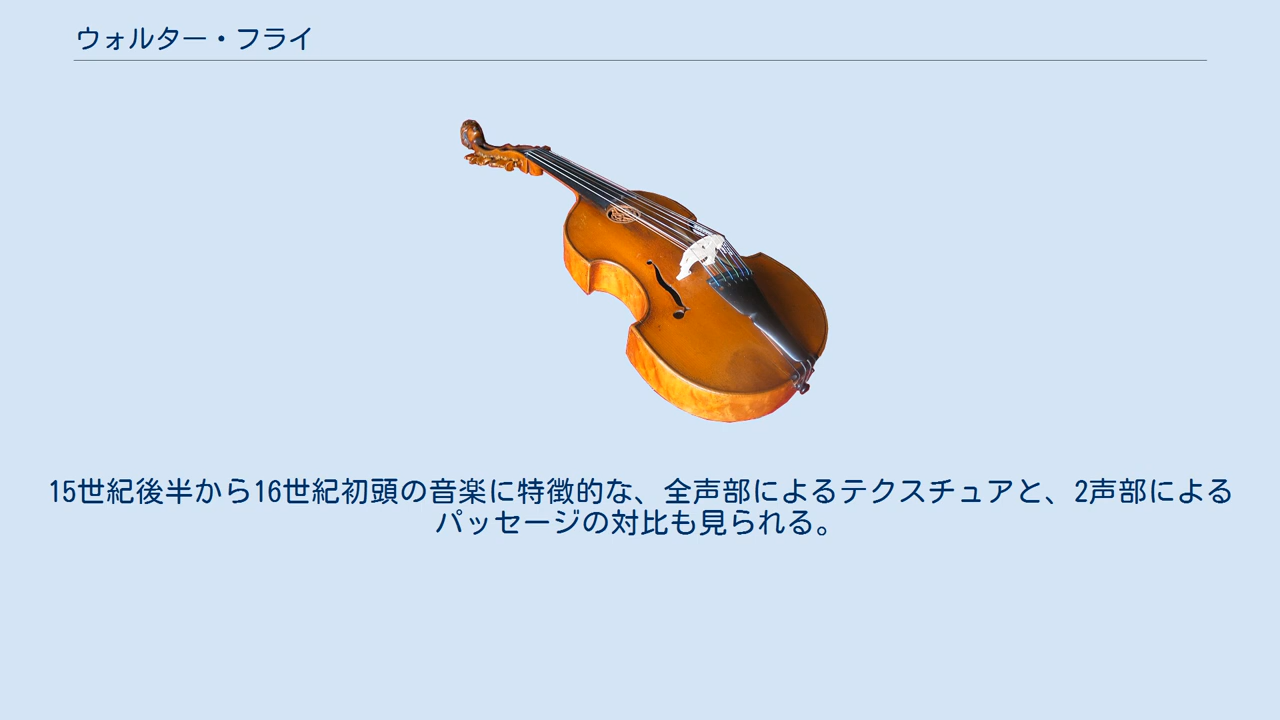 ウォルター・フライ
15世紀後半から16世紀初頭の音楽に特徴的な、全声部によるテクスチュアと、2声部による
パッセージの対比も見られる。